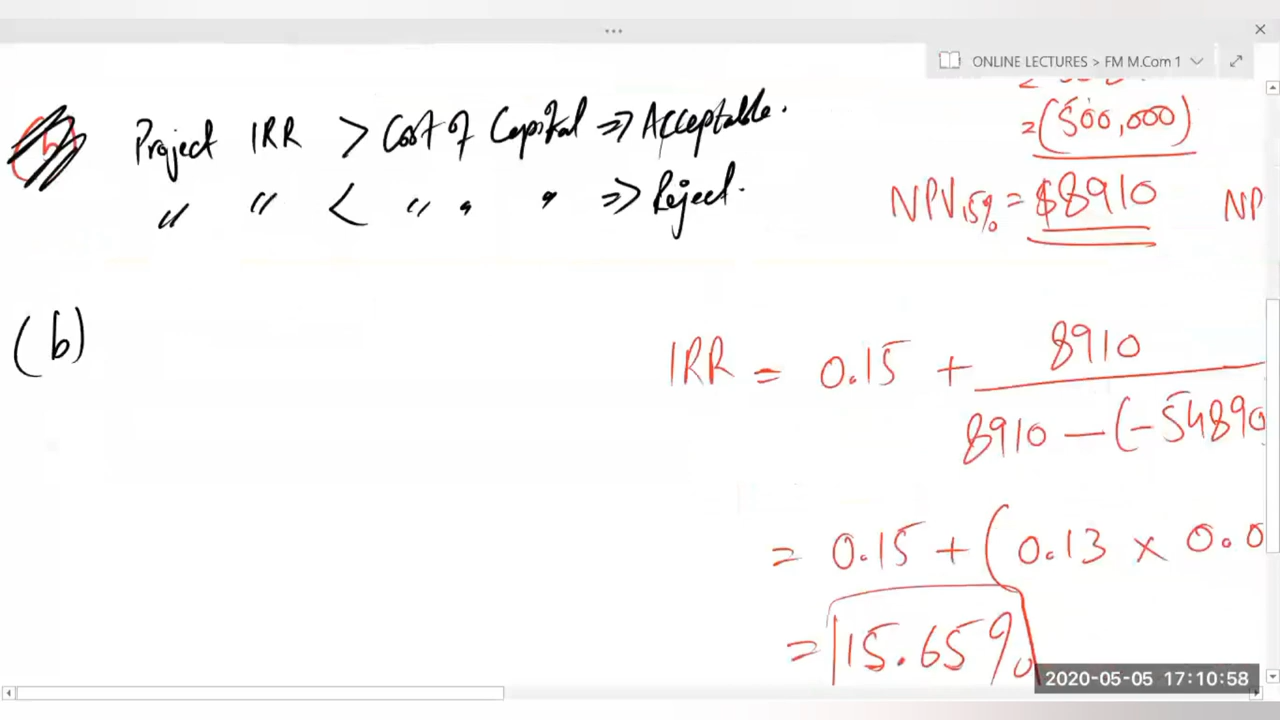 ...
ONLINE LECTURES > FM M.Com 1
Project IRR > Cost of Capital => Acceptable.
" " < " " " => Reject.
= (500,000)
NPV15% = $8910 NP
(b)
IRR = 0.15 + 8910
8910 - (-54890
= 0.15 + (0.13 x 0.0
= 15.65%
2020-05-05 17:10:58